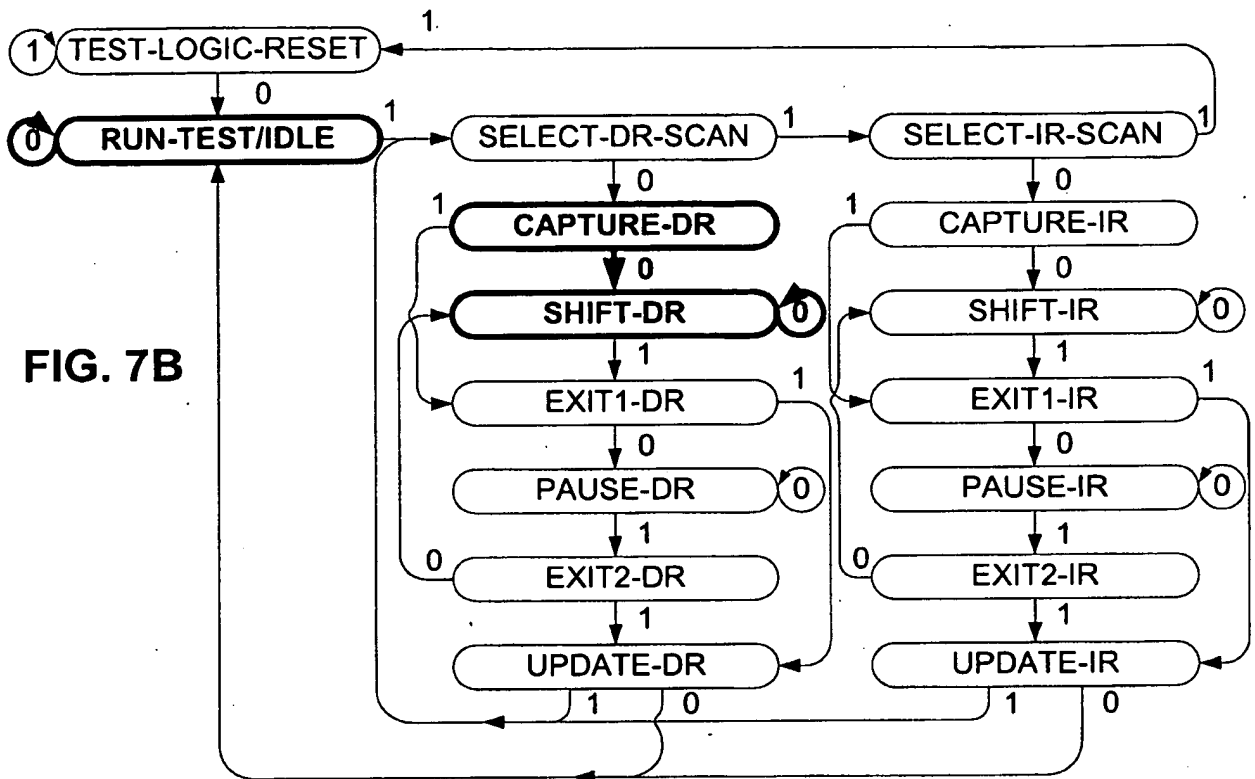 1
1 TEST-LOGIC-RESET
0
1
0 RUN-TEST/IDLE
SELECT-DR-SCAN
1
SELECT-IR-SCAN
1
0
0
1
CAPTURE-DR
1
CAPTURE-IR
0
0
SHIFT-DR
0
SHIFT-IR
0
FIG. 7B
1
1
EXIT1-DR
1
EXIT1-IR
1
0
0
PAUSE-DR
0
PAUSE-IR
0
1
1
0
EXIT2-DR
0
EXIT2-IR
1
1
UPDATE-DR
UPDATE-IR
1
0
1
0